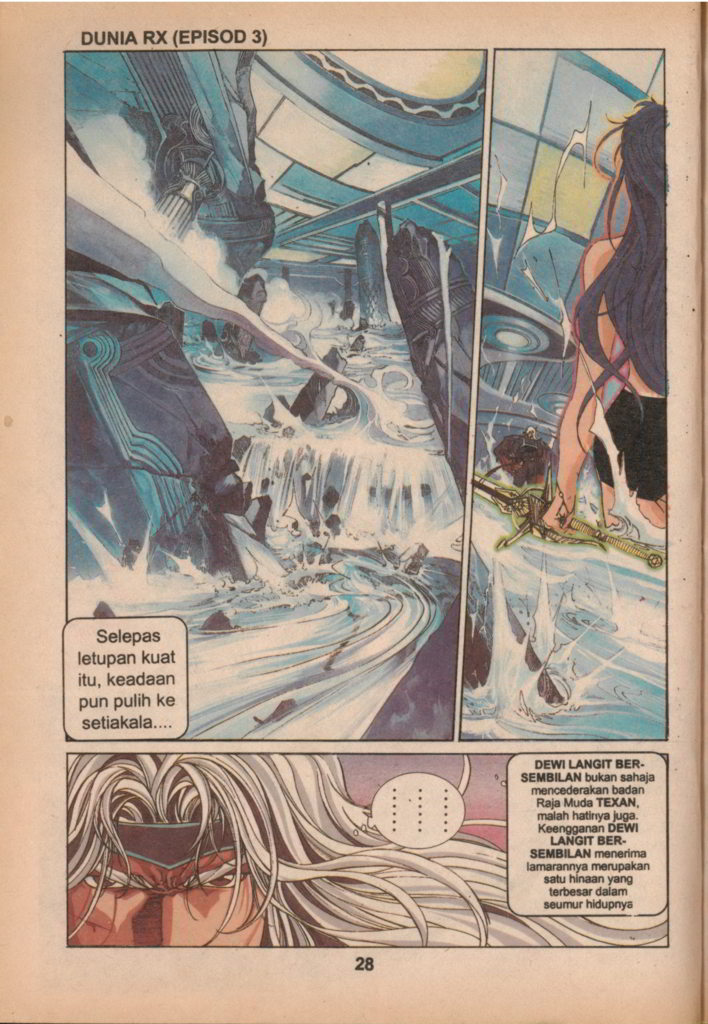 DUNIA RX (EPISOD 3)
Selepas
letupan kuat
itu, keadaan
pun pulih ke
setiakala....
DEWI LANGIT BER-
SEMBILAN bukan sahaja
mencederakan badan
Raja Muda TEXAN,
malah hatinya juga.
Keengganan DEWI
LANGIT BER-
SEMBILAN menerima
lamarannya merupakan
satu hinaan yang
terbesar dalam
seumur hidupnya
28